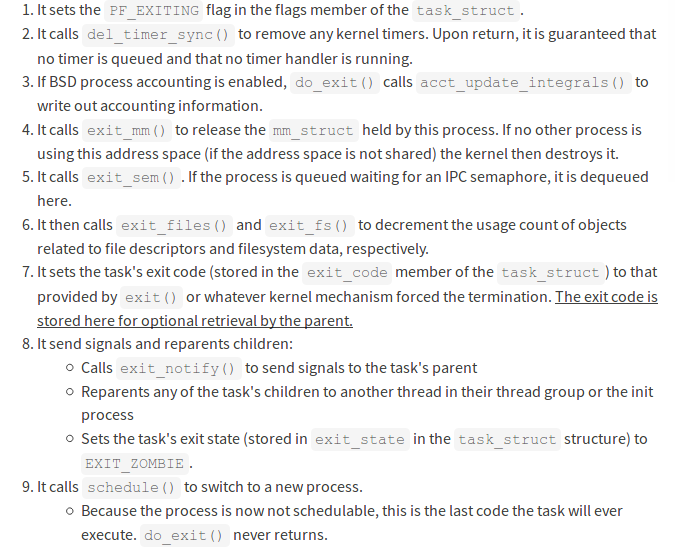 1. It sets the PF_EXITING flag in the flags member of the task_struct.
2. It calls del_timer_sync() to remove any kernel timers. Upon return, it is guaranteed that
no timer is queued and that no timer handler is running.
3. If BSD process accounting is enabled, do_exit() calls acct_update_integrals() to
write out accounting information.
4. It calls exit_mm() to release the mm_struct held by this process. If no other process is
using this address space (if the address space is not shared) the kernel then destroys it.
5. It calls exit_sem(). If the process is queued waiting for an IPC semaphore, it is dequeued
here.
6. It then calls exit_files() and exit_fs() to decrement the usage count of objects
related to file descriptors and filesystem data, respectively.
7. It sets the task's exit code (stored in the exit_code member of the task_struct) to that
provided by exit() or whatever kernel mechanism forced the termination. The exit code is
stored here for optional retrieval by the parent.
8. It send signals and reparents children:
○ Calls exit_notify() to send signals to the task's parent
○ Reparents any of the task's children to another thread in their thread group or the init
process
○ Sets the task's exit state (stored in exit_state in the task_struct structure) to
EXIT_ZOMBIE.
9. It calls schedule() to switch to a new process.
○ Because the process is now not schedulable, this is the last code the task will ever
execute. do_exit() never returns.